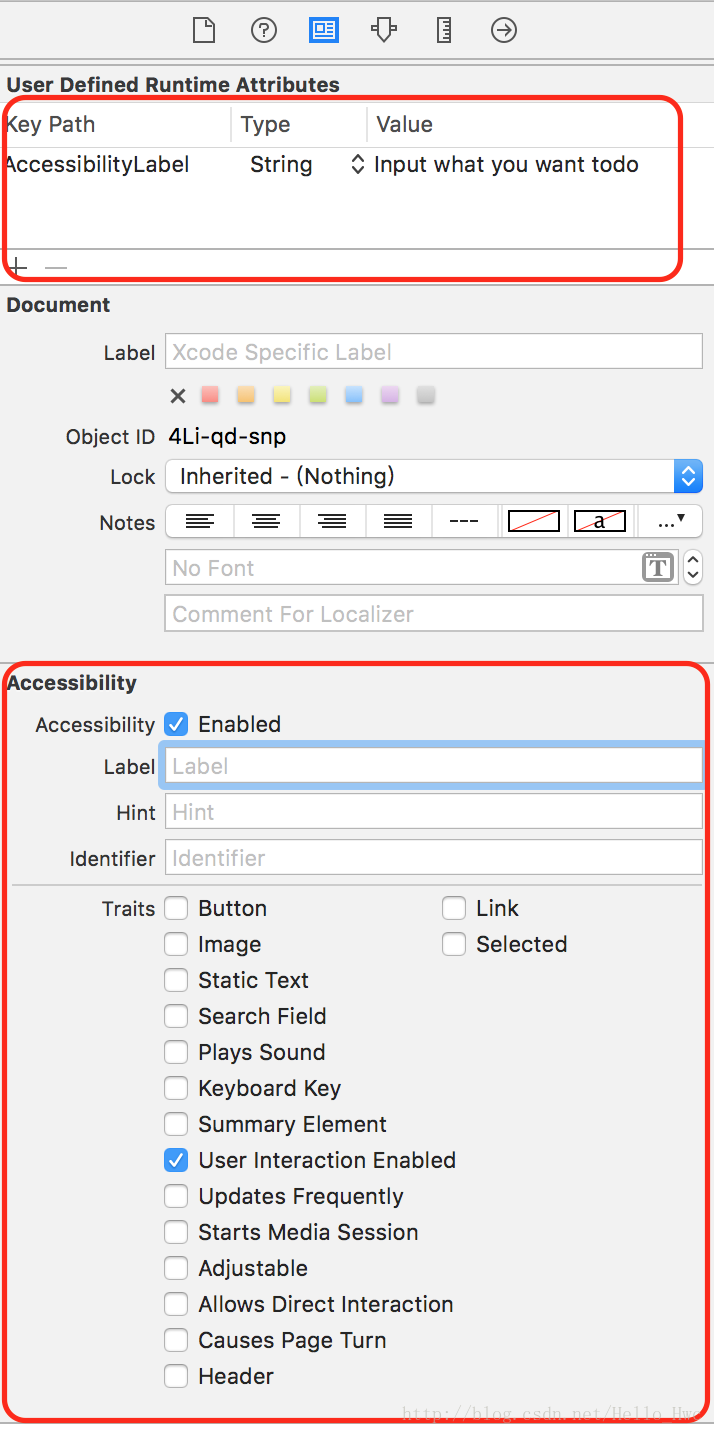 User Defined Runtime Attributes
Key Path Type Value
AccessibilityLabel String Input what you want todo
Document
Label Xcode Specific Label
Object ID 4Li-qd-snp
Lock Inherited - (Nothing)
Notes --- a ...
No Font T
Comment For Localizer
Accessibility
Accessibility Enabled
Label Label
Hint Hint
Identifier Identifier
Traits Button Link
Image Selected
Static Text
Search Field
Plays Sound
Keyboard Key
Summary Element
User Interaction Enabled
Updates Frequently
Starts Media Session
Adjustable
Allows Direct Interaction
Causes Page Turn
Header
http://blog.csdn.net/Hello_Hwc